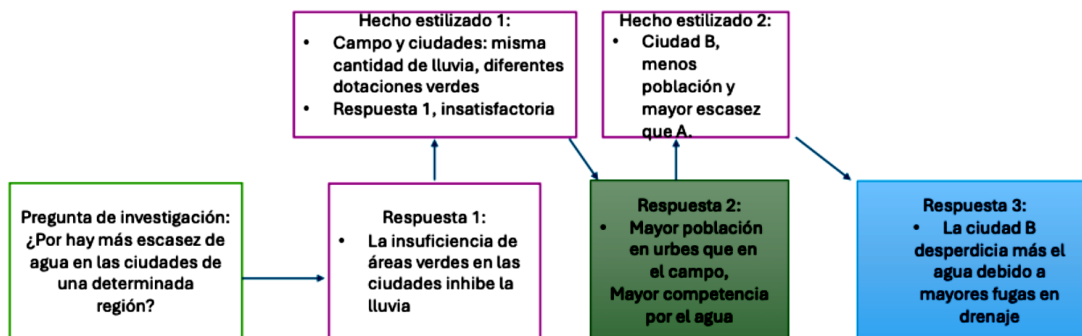 Pregunta de investigación:
¿Por hay más escasez de
agua en las ciudades de
una determinada
región?
Respuesta 1:
• La insuficiencia de
áreas verdes en las
ciudades inhibe la
lluvia
Hecho estilizado 1:
• Campo y ciudades: misma
cantidad de lluvia, diferentes
dotaciones verdes
• Respuesta 1, insatisfactoria
Respuesta 2:
• Mayor población
en urbes que en
el campo,
Mayor competencia
por el agua
Hecho estilizado 2:
• Ciudad B,
menos
población y
mayor escasez
que A.
Respuesta 3:
• La ciudad B
desperdicia más el
agua debido a
mayores fugas en
drenaje